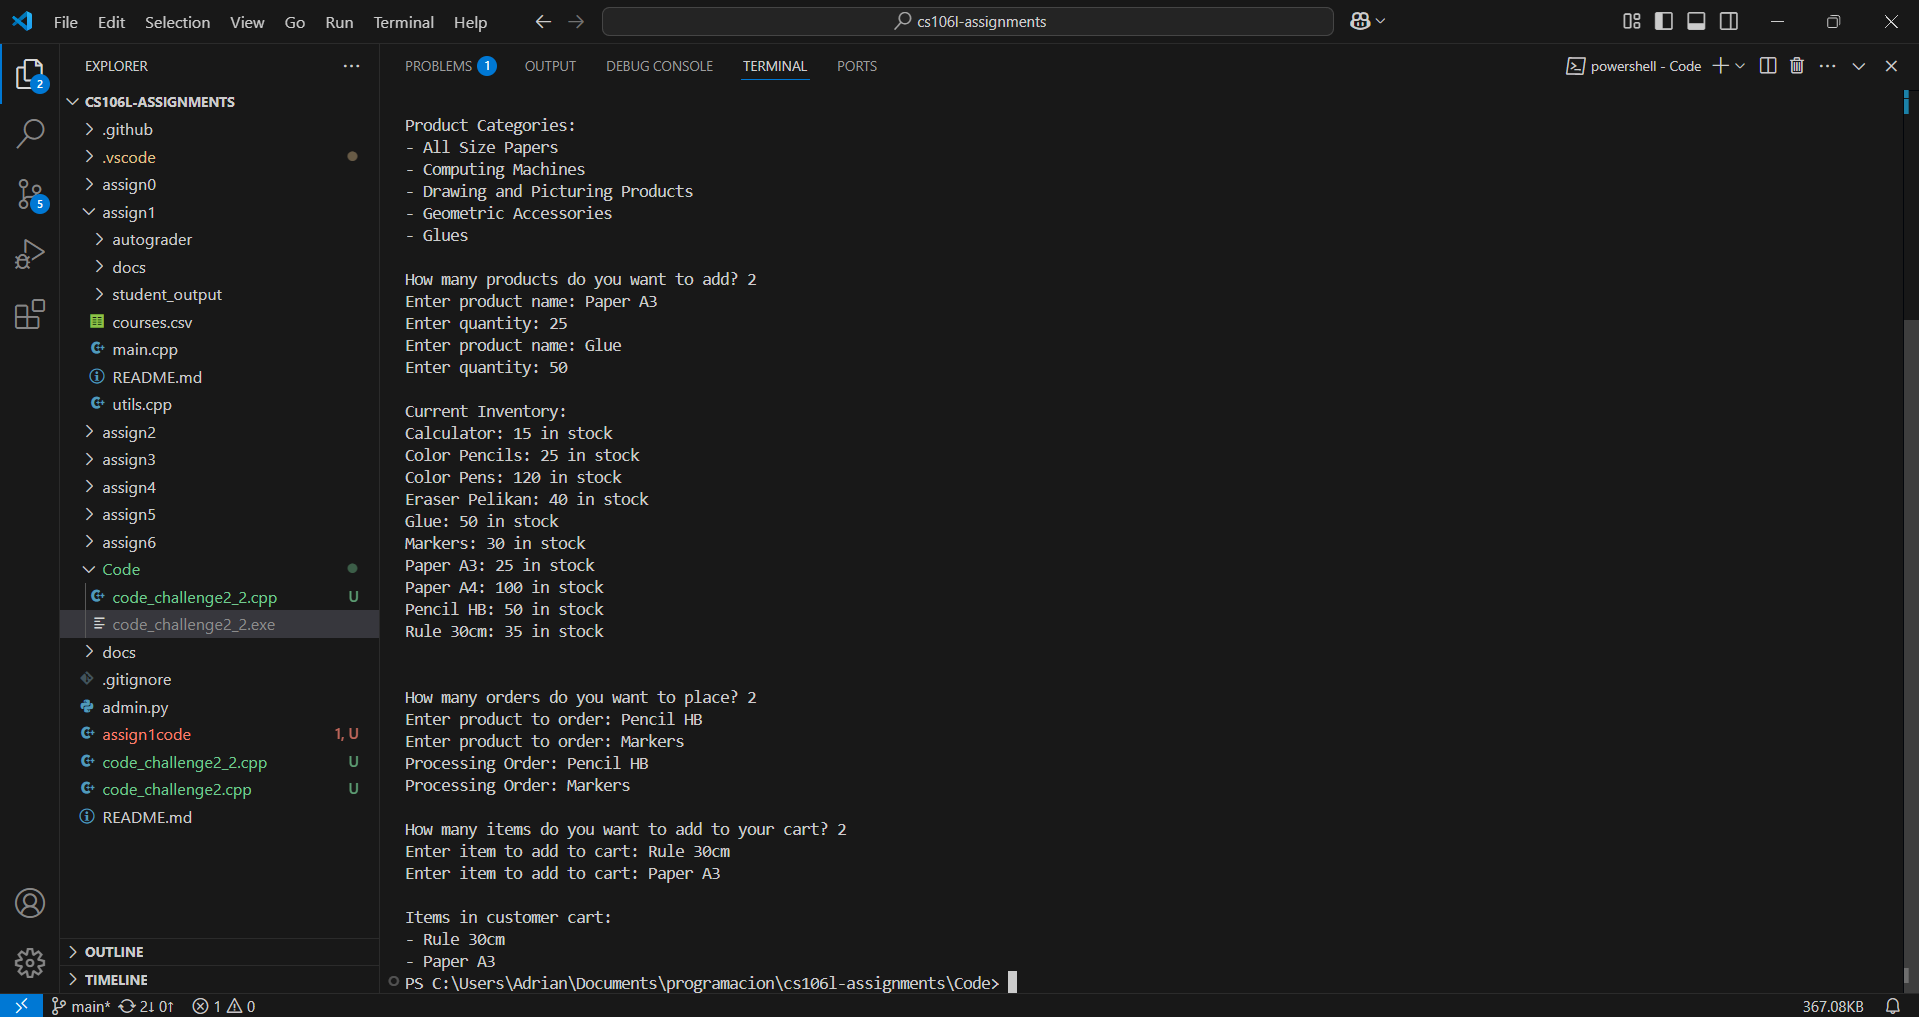 File Edit Selection View Go Run Terminal Help
cs106l-assignments
EXPLORER
2
CS106L-ASSIGNMENTS
.github
.vscode
assign0
5
assign1
autograder
docs
student_output
courses.csv
main.cpp
README.md
utils.cpp
assign2
assign3
assign4
assign5
assign6
Code
code_challenge2_2.cpp U
code_challenge2_2.exe
docs
.gitignore
admin.py
assign1code 1, U
code_challenge2_2.cpp U
code_challenge2.cpp U
README.md
OUTLINE
TIMELINE
PROBLEMS 1 OUTPUT DEBUG CONSOLE TERMINAL PORTS
powershell - Code
Product Categories:
- All Size Papers
- Computing Machines
- Drawing and Picturing Products
- Geometric Accessories
- Glues
How many products do you want to add? 2
Enter product name: Paper A3
Enter quantity: 25
Enter product name: Glue
Enter quantity: 50
Current Inventory:
Calculator: 15 in stock
Color Pencils: 25 in stock
Color Pens: 120 in stock
Eraser Pelikan: 40 in stock
Glue: 50 in stock
Markers: 30 in stock
Paper A3: 25 in stock
Paper A4: 100 in stock
Pencil HB: 50 in stock
Rule 30cm: 35 in stock
How many orders do you want to place? 2
Enter product to order: Pencil HB
Enter product to order: Markers
Processing Order: Pencil HB
Processing Order: Markers
How many items do you want to add to your cart? 2
Enter item to add to cart: Rule 30cm
Enter item to add to cart: Paper A3
Items in customer cart:
- Rule 30cm
- Paper A3
PS C:\Users\Adrian\Documents\programacion\cs106l-assignments\Code>
main* 2↓ 0↑ 1 0 367.08KB